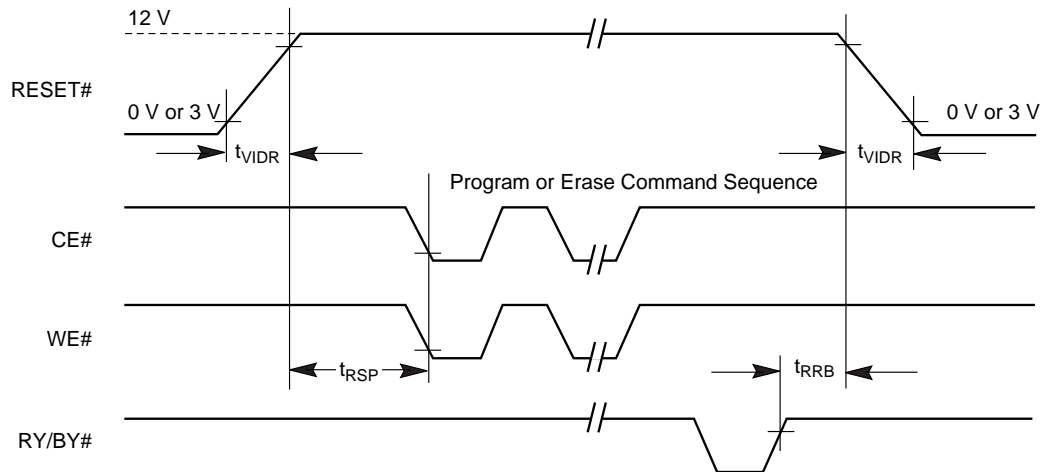 12 V
RESET#
0 V or 3 V
0 V or 3 V
tVIDR
tVIDR
Program or Erase Command Sequence
CE#
WE#
tRSP
tRRB
RY/BY#